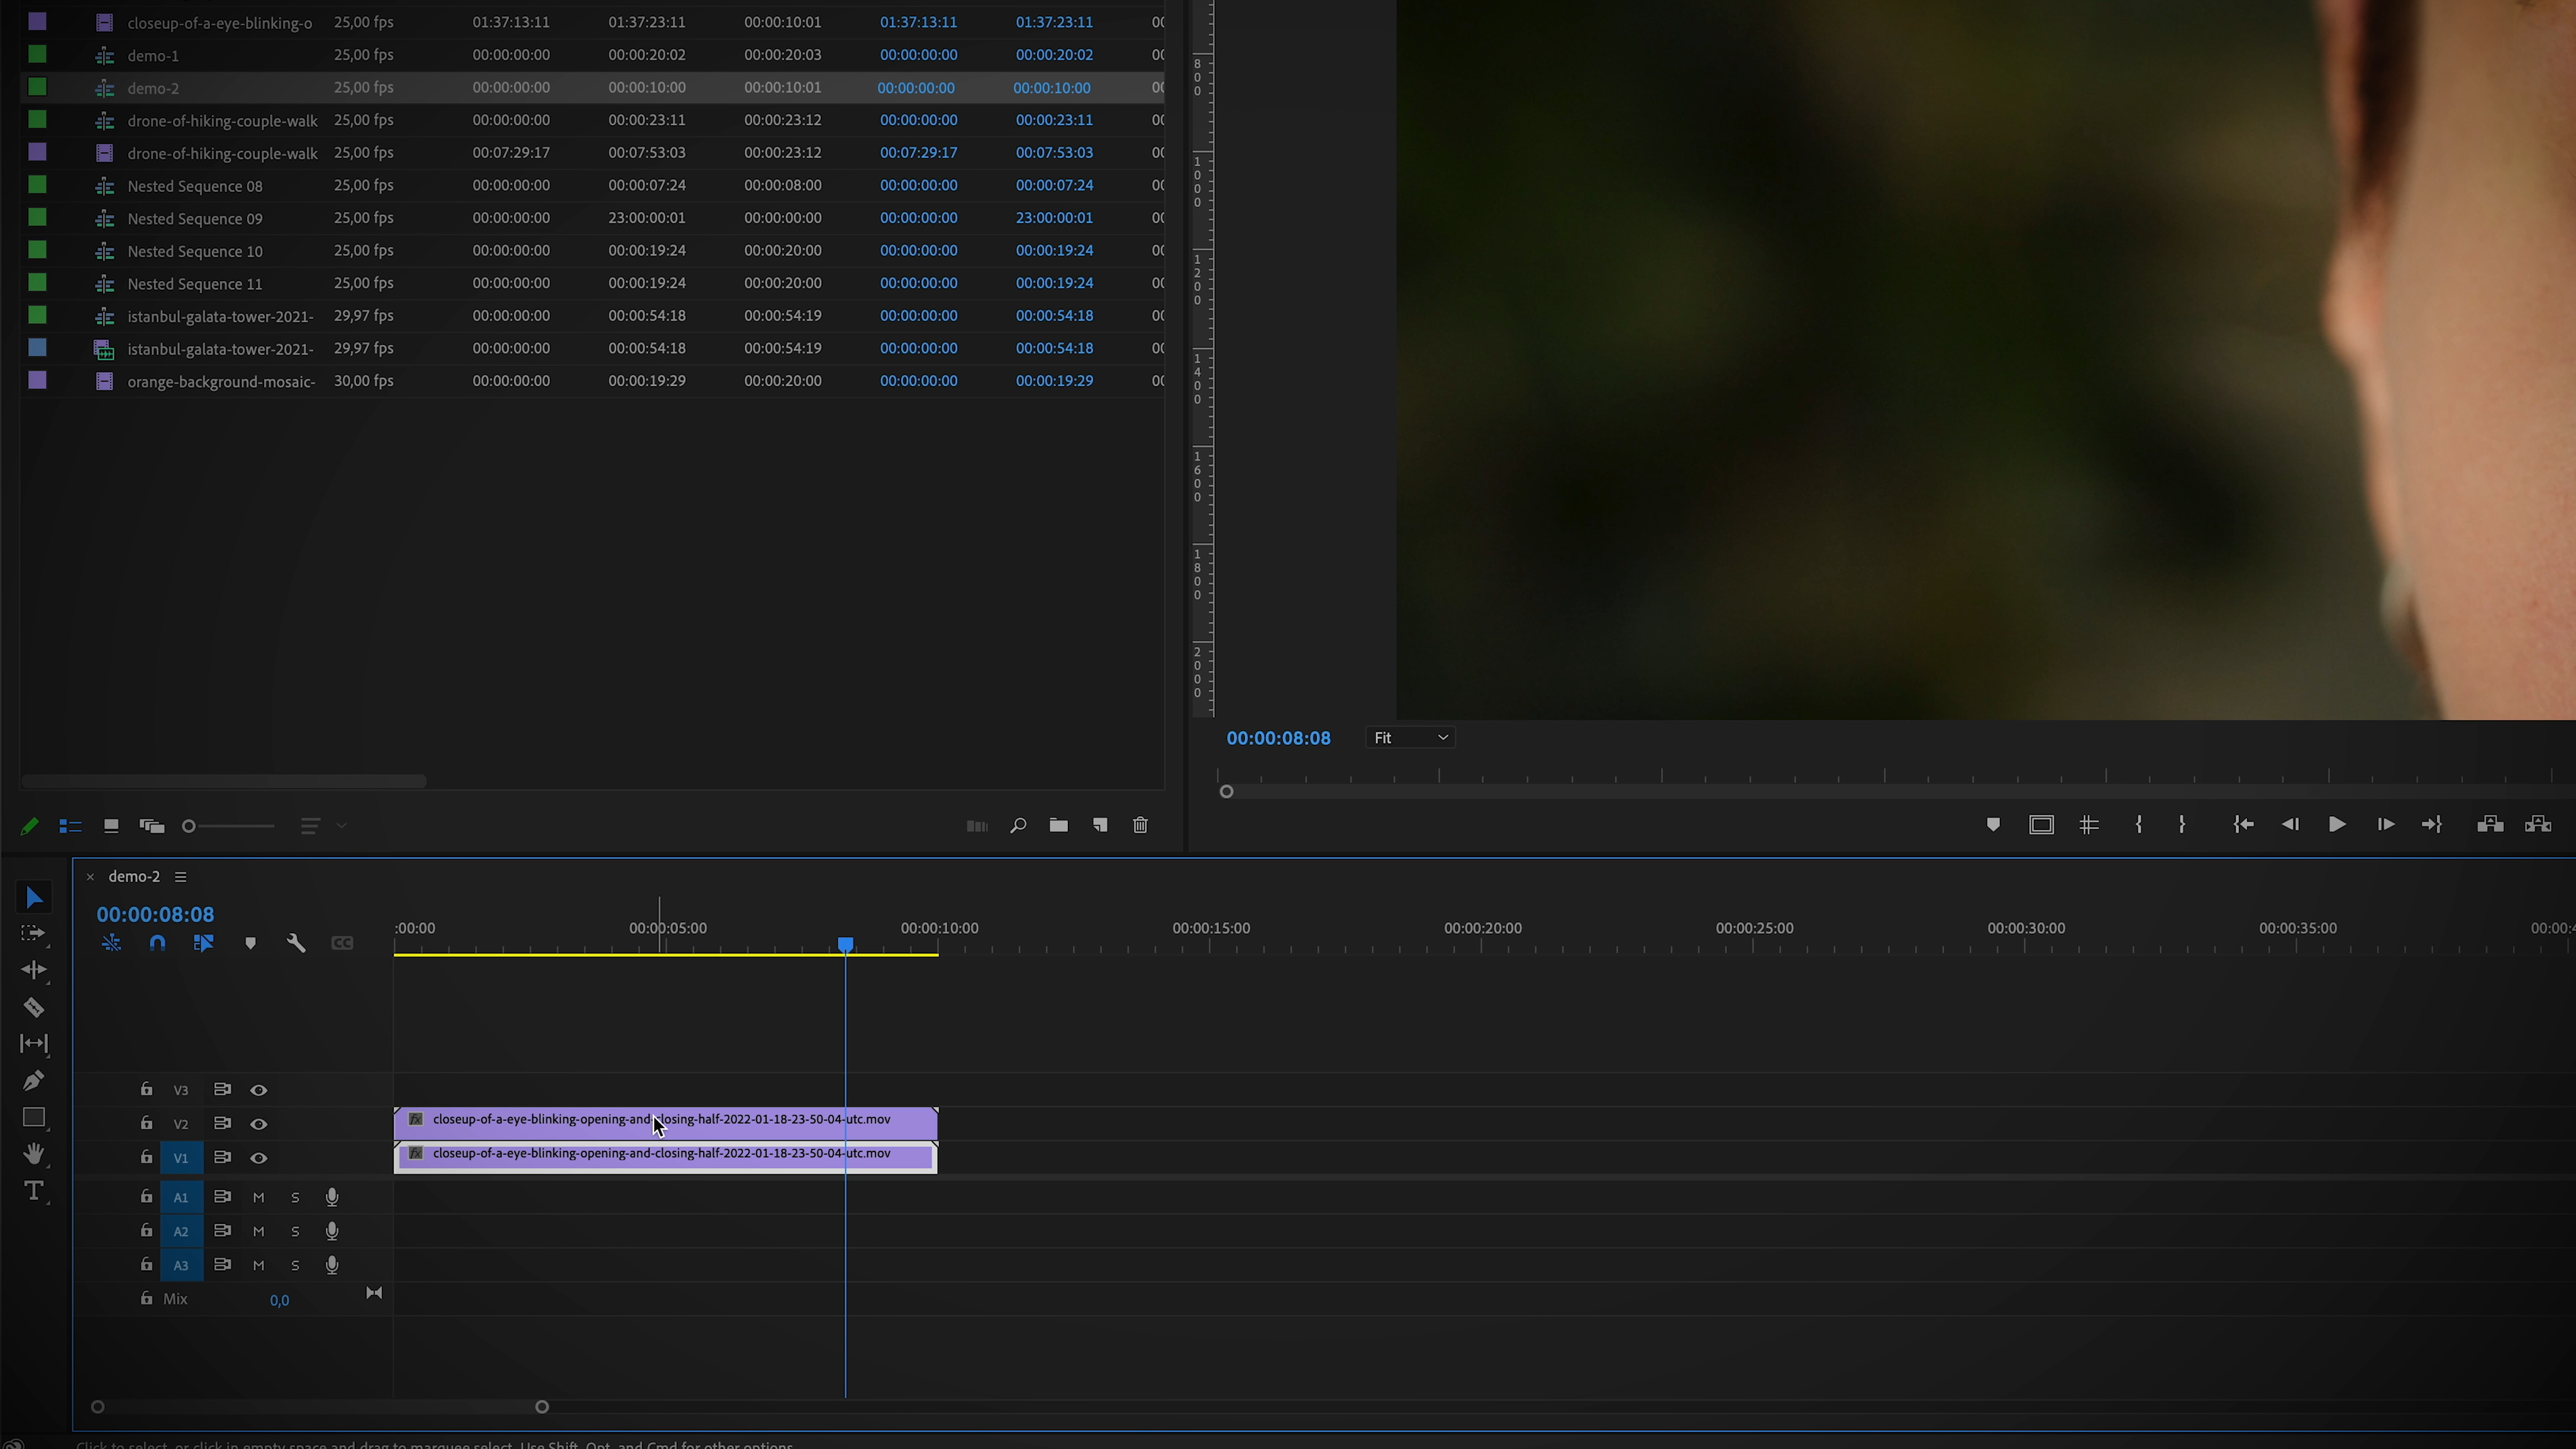 closeup-of-a-eye-blinking-o 25,00 fps 01:37:13:11 01:37:23:11 00:00:10:01 01:37:13:11 01:37:23:11 00
demo-1 25,00 fps 00:00:00:00 00:00:20:02 00:00:20:03 00:00:00:00 00:00:20:02 00
demo-2 25,00 fps 00:00:00:00 00:00:10:00 00:00:10:01 00:00:00:00 00:00:10:00 00
drone-of-hiking-couple-walk 25,00 fps 00:00:00:00 00:00:23:11 00:00:23:12 00:00:00:00 00:00:23:11 00
drone-of-hiking-couple-walk 25,00 fps 00:07:29:17 00:07:53:03 00:00:23:12 00:07:29:17 00:07:53:03 00
Nested Sequence 08 25,00 fps 00:00:00:00 00:00:07:24 00:00:08:00 00:00:00:00 00:00:07:24 00
Nested Sequence 09 25,00 fps 00:00:00:00 23:00:00:01 00:00:00:00 00:00:00:00 23:00:00:01 00
Nested Sequence 10 25,00 fps 00:00:00:00 00:00:19:24 00:00:20:00 00:00:00:00 00:00:19:24 00
Nested Sequence 11 25,00 fps 00:00:00:00 00:00:19:24 00:00:20:00 00:00:00:00 00:00:19:24 00
istanbul-galata-tower-2021- 29,97 fps 00:00:00:00 00:00:54:18 00:00:54:19 00:00:00:00 00:00:54:18 00
istanbul-galata-tower-2021- 29,97 fps 00:00:00:00 00:00:54:18 00:00:54:19 00:00:00:00 00:00:54:18 00
orange-background-mosaic- 30,00 fps 00:00:00:00 00:00:19:29 00:00:20:00 00:00:00:00 00:00:19:29 00
800
1000
1200
1400
1600
1800
2000
00:00:08:08 Fit
demo-2
00:00:08:08
CC
:00:00 00:00:05:00 00:00:10:00 00:00:15:00 00:00:20:00 00:00:25:00 00:00:30:00 00:00:35:00 00:00:4
V3
V2 fx closeup-of-a-eye-blinking-opening-and-closing-half-2022-01-18-23-50-04-utc.mov
V1 fx closeup-of-a-eye-blinking-opening-and-closing-half-2022-01-18-23-50-04-utc.mov
A1 M S
A2 M S
A3 M S
Mix 0,0
Click to select, or click in empty space and drag to marquee select. Use Shift, Opt, and Cmd for other options.